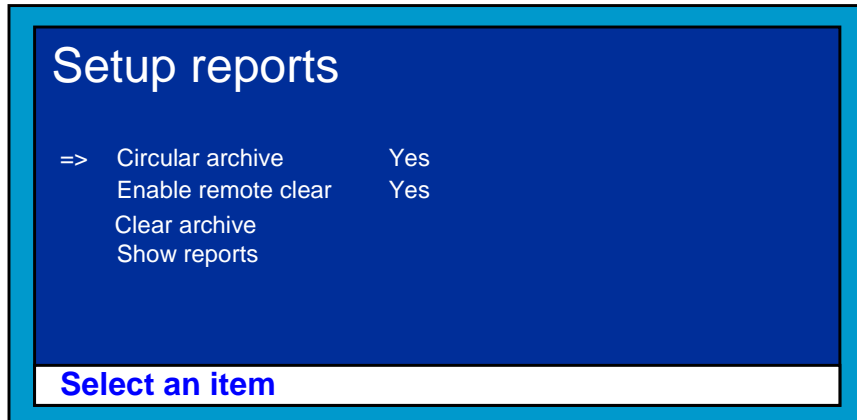 Setup reports
=> Circular archive Yes
Enable remote clear Yes
Clear archive
Show reports
Select an item